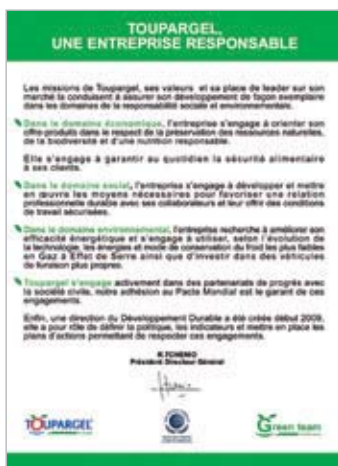 TOUPARGEL,
UNE ENTREPRISE RESPONSABLE
Les missions de Toupargel, ses valeurs et sa place de leader sur son
marché la conduisent à assurer son développement de façon exemplaire
dans les domaines de la responsabilité sociale et environnementale.
Dans le domaine économique, l'entreprise s'engage à orienter son
offre produits dans le respect de la préservation des ressources naturelles,
de la biodiversité et d'une nutrition responsable.
Elle s'engage à garantir au quotidien la sécurité alimentaire
à ses clients.
Dans le domaine social, l'entreprise s'engage à développer et mettre
en œuvre les moyens nécessaires pour favoriser une relation
professionnelle durable avec ses collaborateurs et leur offrir des conditions
de travail sécurisées.
Dans le domaine environnemental, l'entreprise recherche à améliorer son
efficacité énergétique et s'engage à utiliser, selon l'évolution de
la technologie, les énergies et mode de conservation du froid les plus faibles
en Gaz à Effet de Serre ainsi que d'investir dans des véhicules
de livraison plus propres.
Toupargel s'engage activement dans des partenariats de progrès avec
la société civile, notre adhésion au Pacte Mondial est le garant de ces
engagements.
Enfin, une direction du Développement Durable a été créée début 2009,
elle a pour rôle de définir la politique, les indicateurs et mettre en place les
plans d'actions permettant de respecter ces engagements.
R.TCHENIO
Président Directeur Général
TOUPARGEL
Green team